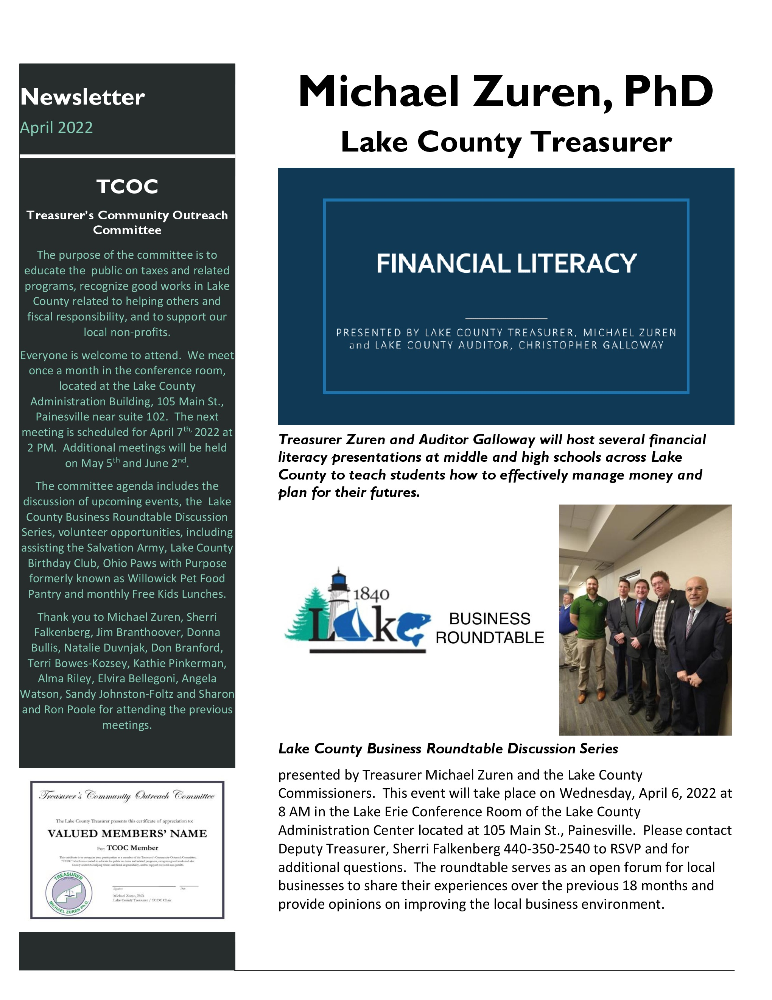 Newsletter
April 2022
TCOC
Treasurer's Community Outreach
Committee
The purpose of the committee is to
educate the  public on taxes and related
programs, recognize good works in Lake
County related to helping others and
fiscal responsibility, and to support our
local non-profits.
Everyone is welcome to attend.  We meet
once a month in the conference room,
located at the Lake County
Administration Building, 105 Main St.,
Painesville near suite 102.  The next
meeting is scheduled for April 7th, 2022 at
2 PM.  Additional meetings will be held
on May 5th and June 2nd.
The committee agenda includes the
discussion of upcoming events, the  Lake
County Business Roundtable Discussion
Series, volunteer opportunities, including
assisting the Salvation Army, Lake County
Birthday Club, Ohio Paws with Purpose
formerly known as Willowick Pet Food
Pantry and monthly Free Kids Lunches.
Thank you to Michael Zuren, Sherri
Falkenberg, Jim Branthoover, Donna
Bullis, Natalie Duvnjak, Don Branford,
Terri Bowes-Kozsey, Kathie Pinkerman,
Alma Riley, Elvira Bellegoni, Angela
Watson, Sandy Johnston-Foltz and Sharon
and Ron Poole for attending the previous
meetings.
Treasurer's Community Outreach Committee
The Lake County Treasurer presents this certificate of appreciation to:
VALUED MEMBERS' NAME
For: TCOC Member
This certificate is to recognize your participation as a member of the Treasurer's Community Outreach Committee,
"TCOC" which was created to educate the public on taxes and related programs, recognize good works in Lake
County related to helping others and fiscal responsibility, and to support our local non-profits.
TREASURER
MICHAEL ZUREN Ph.D.
Signature
Date
Michael Zuren, PhD
Lake County Treasurer / TCOC Chair
Michael Zuren, PhD
Lake County Treasurer
FINANCIAL LITERACY
PRESENTED BY LAKE COUNTY TREASURER, MICHAEL ZUREN
and LAKE COUNTY AUDITOR, CHRISTOPHER GALLOWAY
Treasurer Zuren and Auditor Galloway will host several financial
literacy presentations at middle and high schools across Lake
County to teach students how to effectively manage money and
plan for their futures.
1840
Lake
BUSINESS
ROUNDTABLE
Lake County Business Roundtable Discussion Series
presented by Treasurer Michael Zuren and the Lake County
Commissioners.  This event will take place on Wednesday, April 6, 2022 at
8 AM in the Lake Erie Conference Room of the Lake County
Administration Center located at 105 Main St., Painesville.  Please contact
Deputy Treasurer, Sherri Falkenberg 440-350-2540 to RSVP and for
additional questions.  The roundtable serves as an open forum for local
businesses to share their experiences over the previous 18 months and
provide opinions on improving the local business environment.